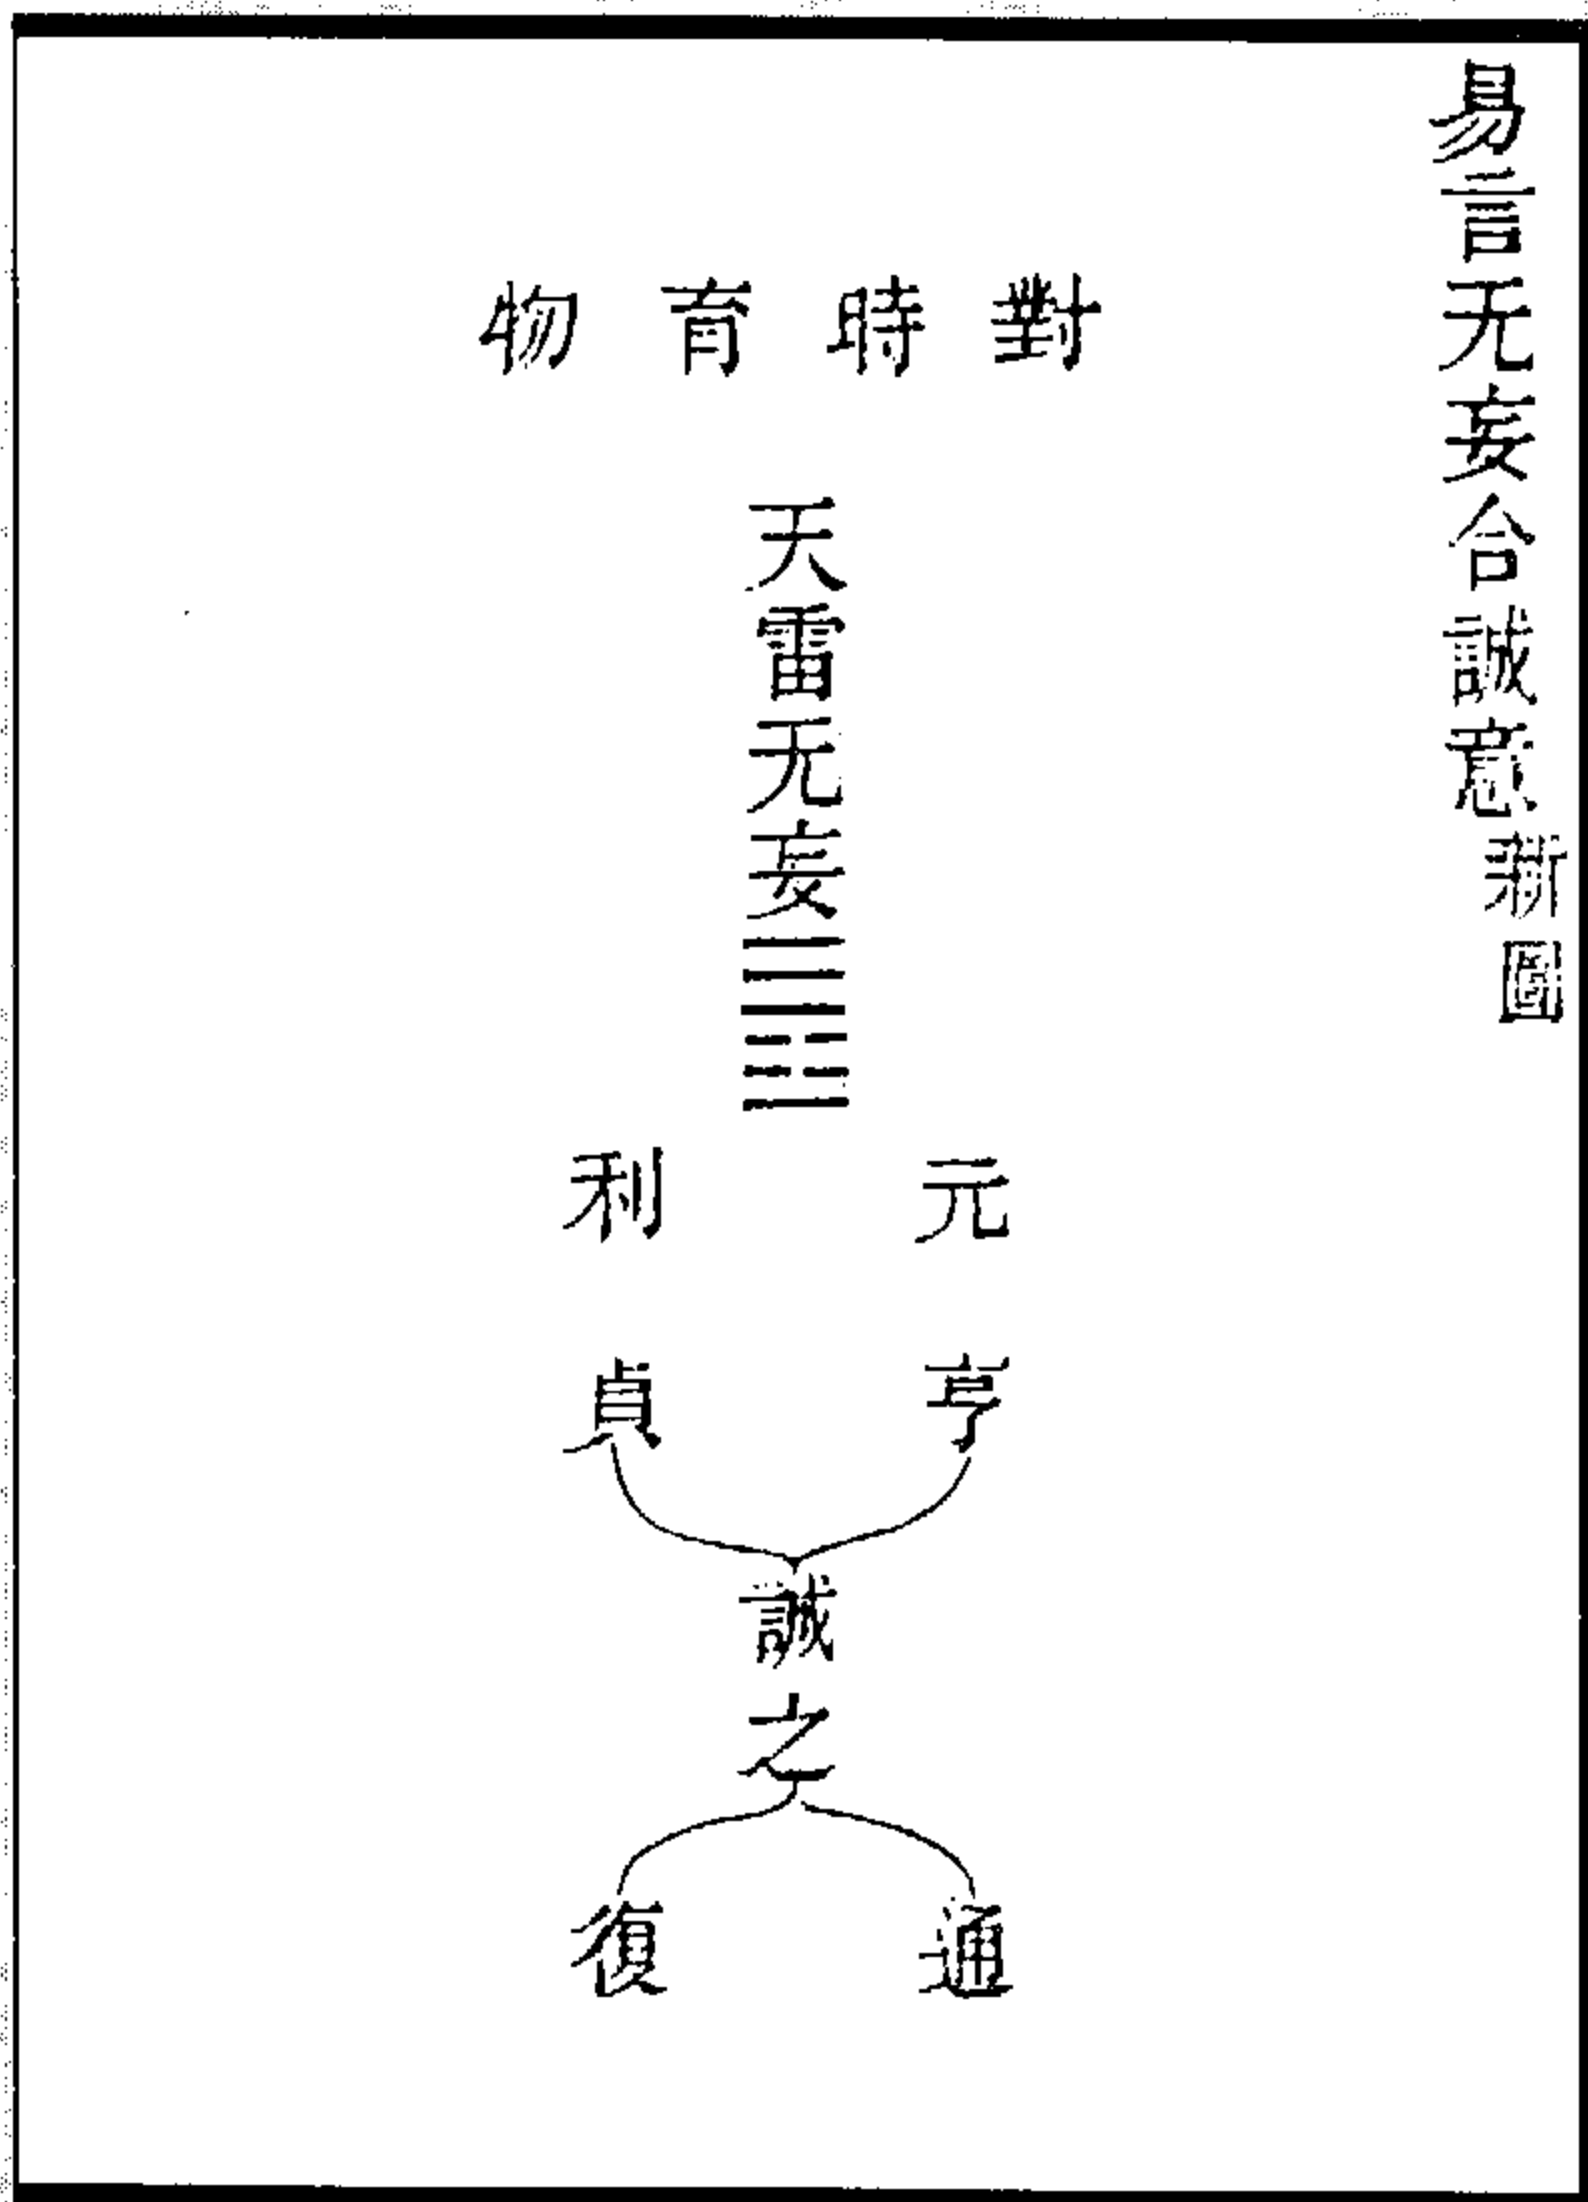 易言无妄合誠意新圖
對時育物
天雷无妄
元亨
利貞
誠之
通
復